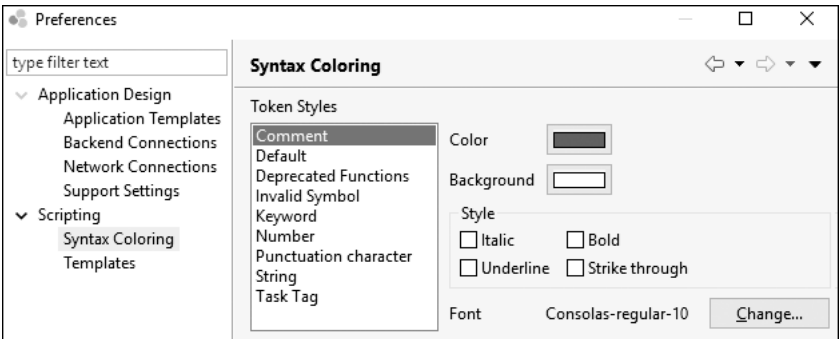 Preferences
type filter text
Application Design
Application Templates
Backend Connections
Network Connections
Support Settings
Scripting
Syntax Coloring
Templates
Syntax Coloring
Token Styles
Comment
Default
Deprecated Functions
Invalid Symbol
Keyword
Number
Punctuation character
String
Task Tag
Color
Background
Style
Italic
Bold
Underline
Strike through
Font
Consolas-regular-10
Change...